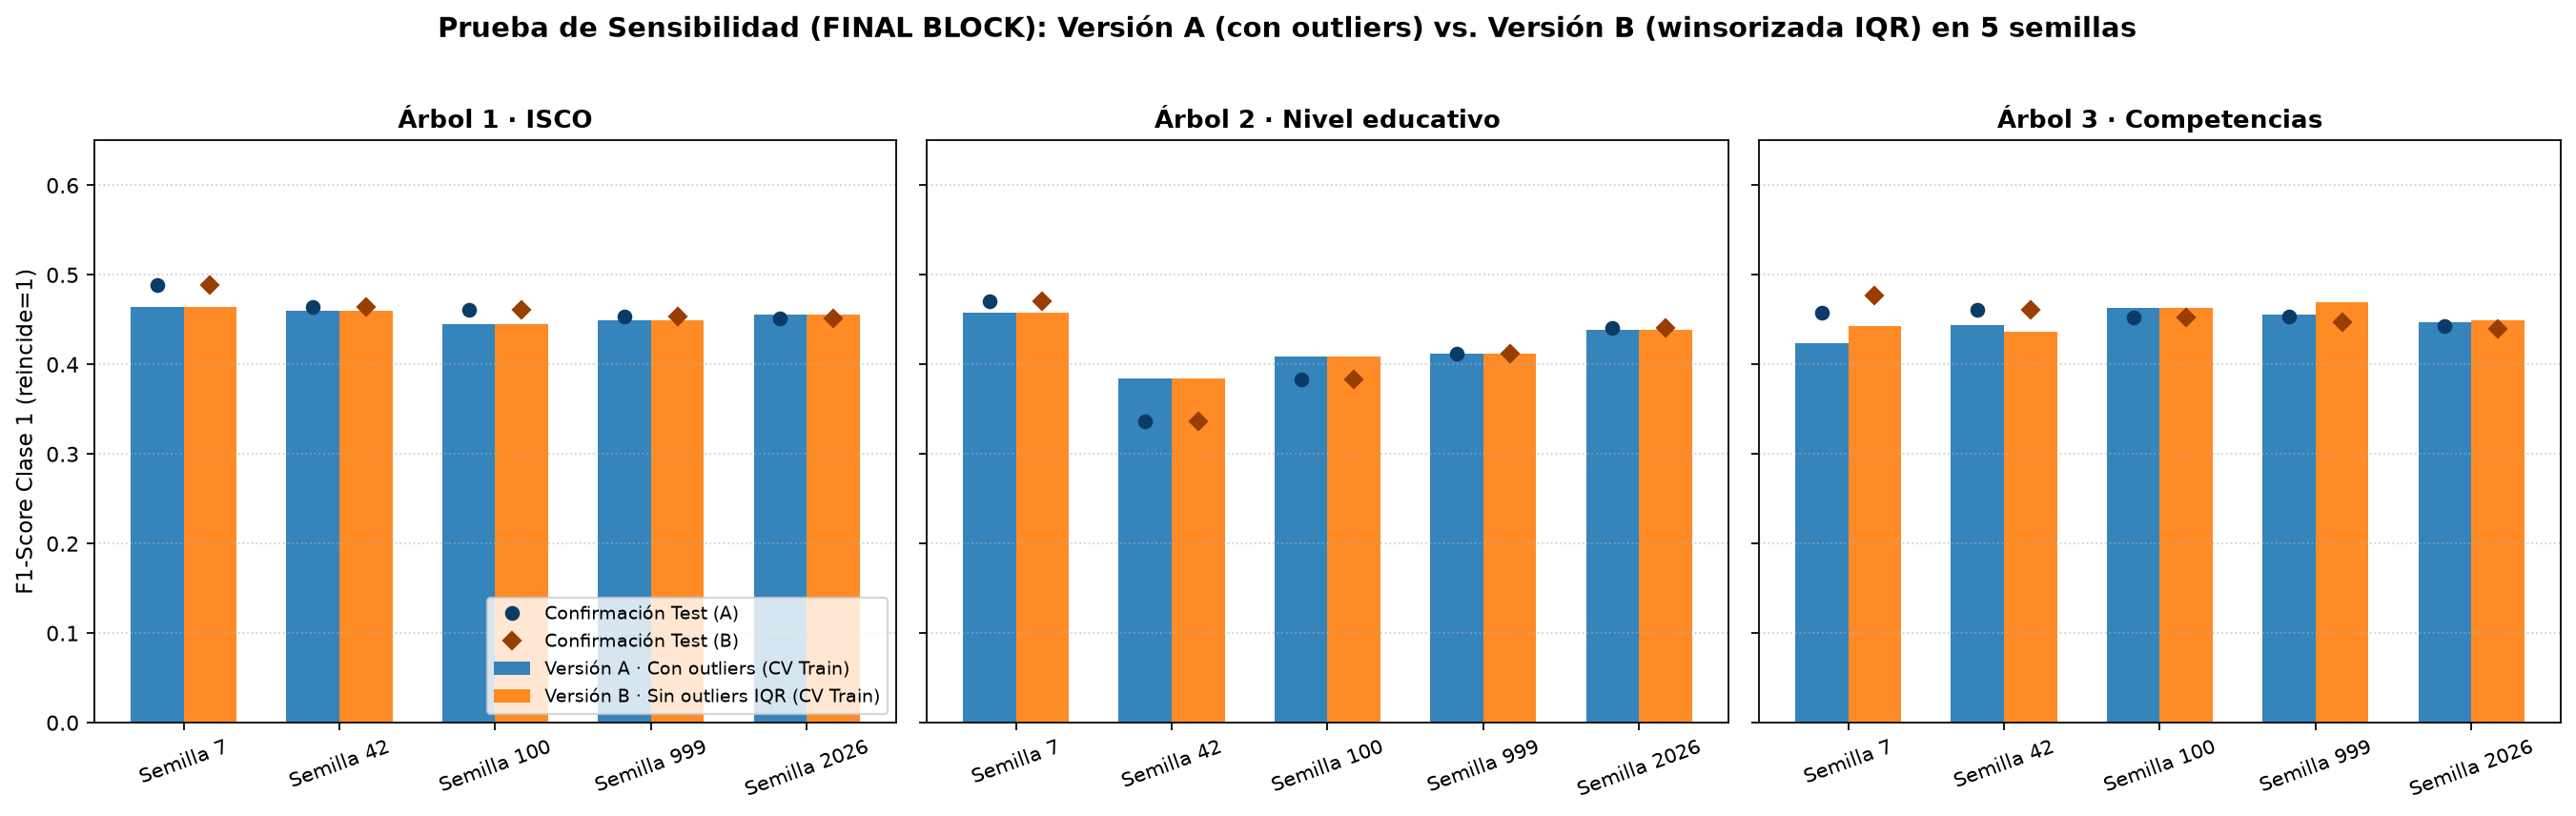 Prueba de Sensibilidad (FINAL BLOCK): Versión A (con outliers) vs. Versión B (winsorizada IQR) en 5 semillas
Árbol 1 · ISCO
Árbol 2 · Nivel educativo
Árbol 3 · Competencias
F1-Score Clase 1 (reincide=1)
0.6
0.5
0.4
0.3
0.2
0.1
0.0
Confirmación Test (A)
Confirmación Test (B)
Versión A · Con outliers (CV Train)
Versión B · Sin outliers IQR (CV Train)
Semilla 7
Semilla 42
Semilla 100
Semilla 999
Semilla 2026
Semilla 7
Semilla 42
Semilla 100
Semilla 999
Semilla 2026
Semilla 7
Semilla 42
Semilla 100
Semilla 999
Semilla 2026